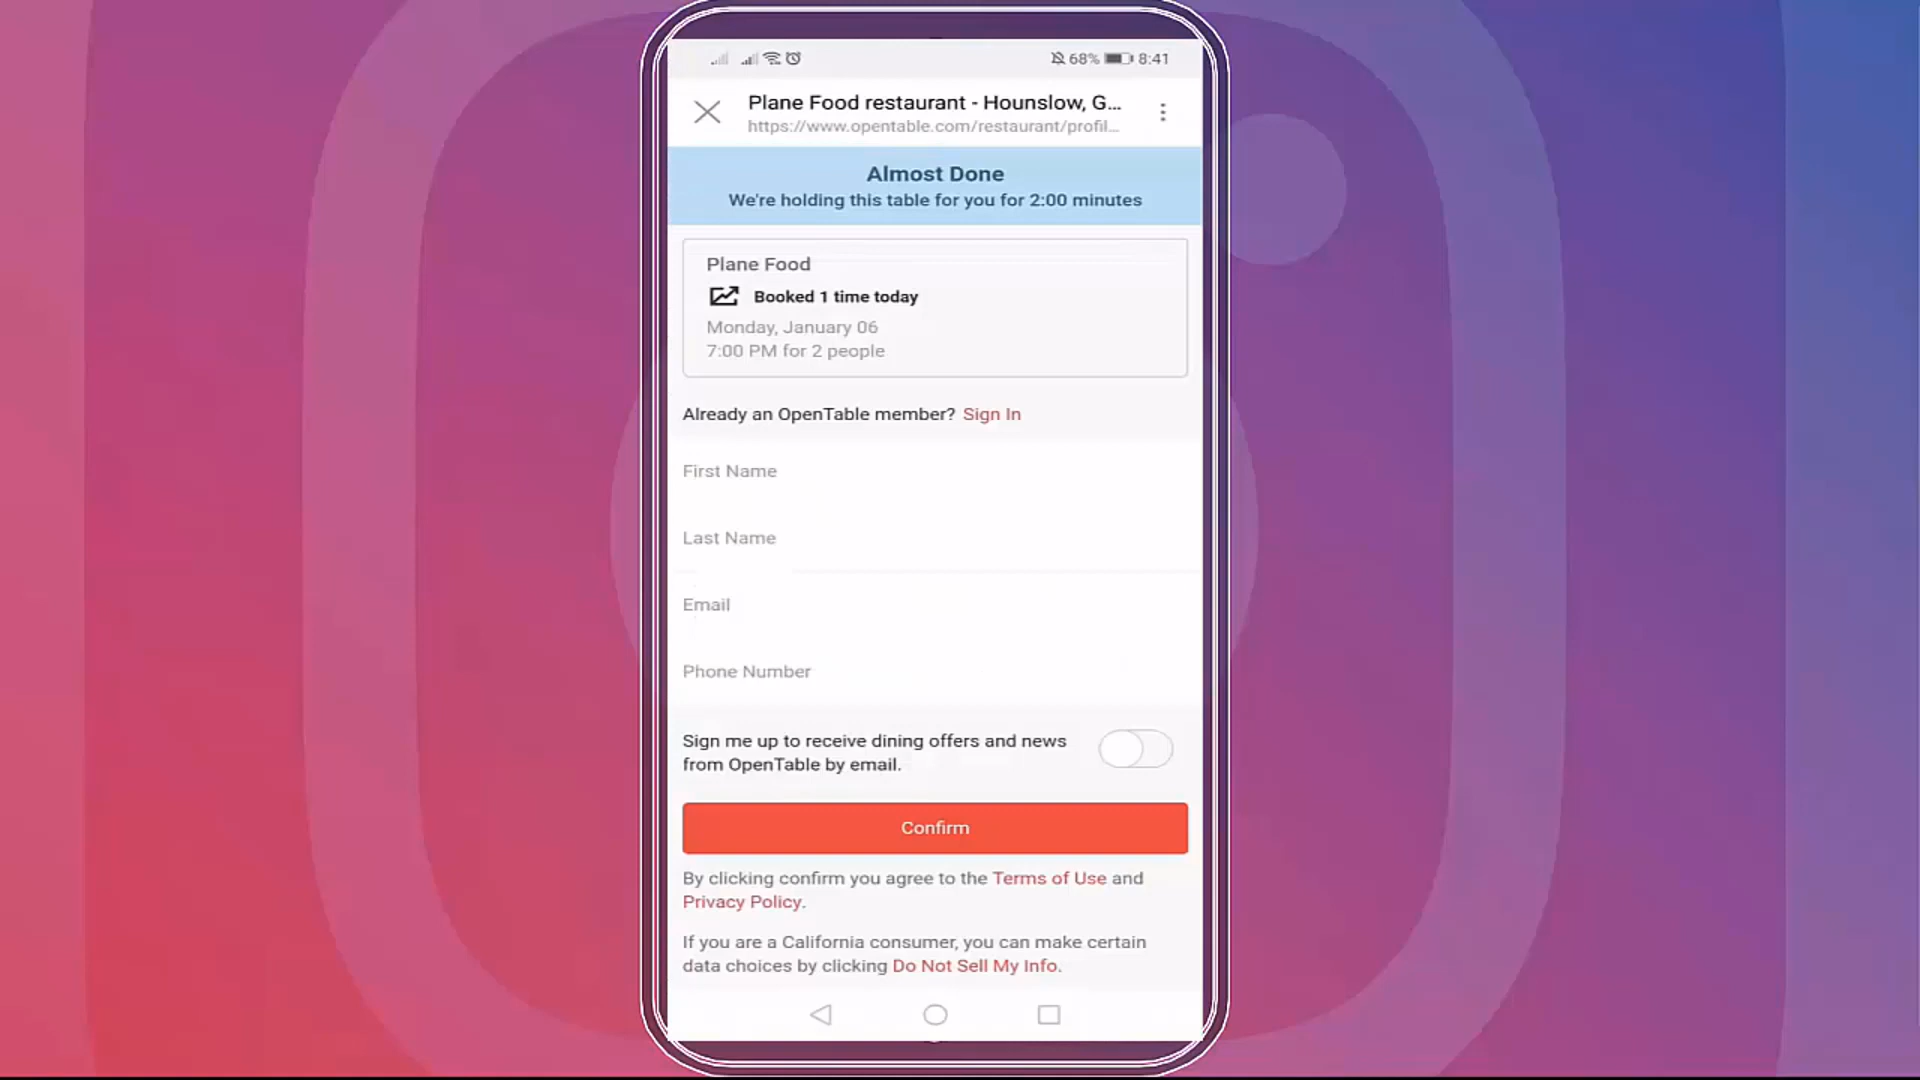 68% 8:41
Plane Food restaurant - Hounslow, G...
https://www.opentable.com/restaurant/profil...
Almost Done
We're holding this table for you for 2:00 minutes
Plane Food
Booked 1 time today
Monday, January 06
7:00 PM for 2 people
Already an OpenTable member? Sign In
First Name
Last Name
Email
Phone Number
Sign me up to receive dining offers and news
from OpenTable by email.
Confirm
By clicking confirm you agree to the Terms of Use and
Privacy Policy.
If you are a California consumer, you can make certain
data choices by clicking Do Not Sell My Info.